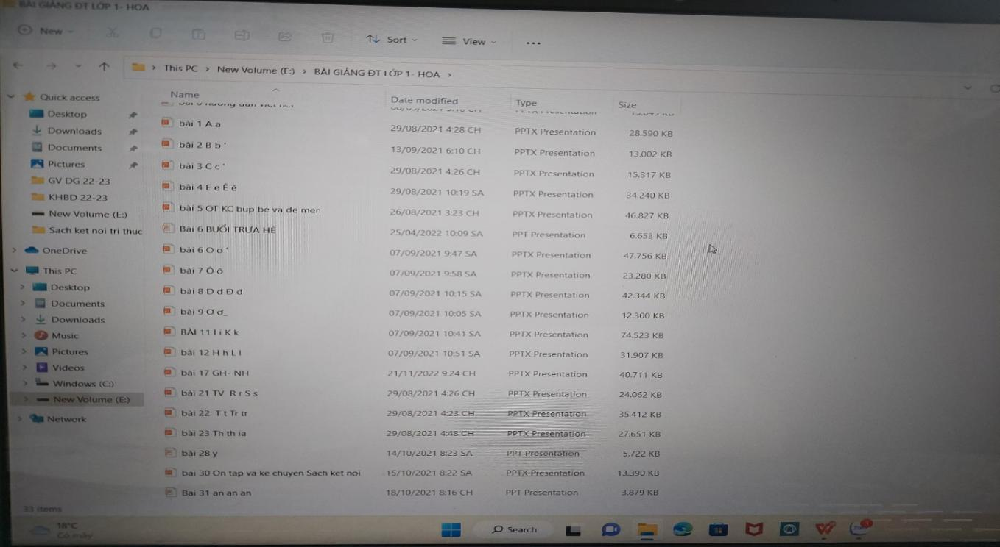 BÀI GIẢNG ĐT LỚP 1- HOA
New
Sort
View
This PC > New Volume (E:) > BÀI GIẢNG ĐT LỚP 1- HOA >
Name Date modified Type Size
bài 1 A a 29/08/2021 4:28 CH PPTX Presentation 28.590 KB
bài 2 B b ' 13/09/2021 6:10 CH PPTX Presentation 13.002 KB
bài 3 C c ' 29/08/2021 4:26 CH PPTX Presentation 15.317 KB
bài 4 E e Ê ê 29/08/2021 10:19 SA PPTX Presentation 34.240 KB
bài 5 OT KC bup be va de men 26/08/2021 3:23 CH PPTX Presentation 46.827 KB
Bài 6 BUỔI TRƯA HÈ 25/04/2022 10:09 SA PPT Presentation 6.653 KB
bài 6 O o ' 07/09/2021 9:47 SA PPTX Presentation 47.756 KB
bài 7 Ô ô 07/09/2021 9:58 SA PPTX Presentation 23.280 KB
bài 8 D d Đ đ 07/09/2021 10:15 SA PPTX Presentation 42.344 KB
bài 9 Ơ ơ_ 07/09/2021 10:05 SA PPTX Presentation 12.300 KB
BÀI 11 I i K k 07/09/2021 10:41 SA PPTX Presentation 74.523 KB
bài 12 H h L l 07/09/2021 10:51 SA PPTX Presentation 31.907 KB
bài 17 GH- NH 21/11/2022 9:24 CH PPTX Presentation 40.711 KB
bài 21 TV R r S s 29/08/2021 4:26 CH PPTX Presentation 24.062 KB
bài 22 T t Tr tr 29/08/2021 4:23 CH PPTX Presentation 35.412 KB
bài 23 Th th ia 29/08/2021 4:48 CH PPTX Presentation 27.651 KB
bài 28 y 14/10/2021 8:23 SA PPT Presentation 5.722 KB
bai 30 On tap va ke chuyen Sach ket noi 15/10/2021 8:22 SA PPTX Presentation 13.390 KB
Bai 31 an an an 18/10/2021 8:16 CH PPT Presentation 3.879 KB
Quick access
Desktop
Downloads
Documents
Pictures
GV DG 22-23
KHBD 22-23
New Volume (E:)
Sach ket noi tri thuc
OneDrive
This PC
Desktop
Documents
Downloads
Music
Pictures
Videos
Windows (C:)
New Volume (E:)
Network
33 items
18°C
Có mây
Search